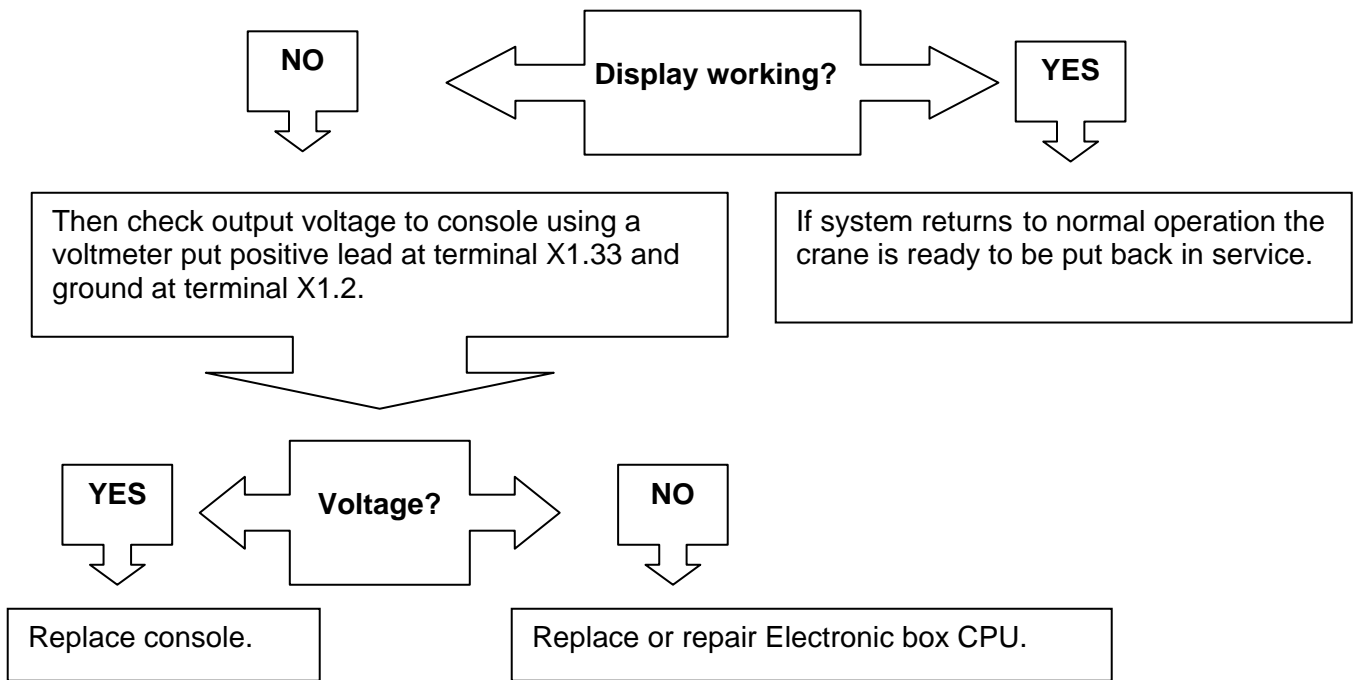 NO
Display working?
YES
Then check output voltage to console using a
voltmeter put positive lead at terminal X1.33 and
ground at terminal X1.2.
If system returns to normal operation the
crane is ready to be put back in service.
YES
Voltage?
NO
Replace console.
Replace or repair Electronic box CPU.